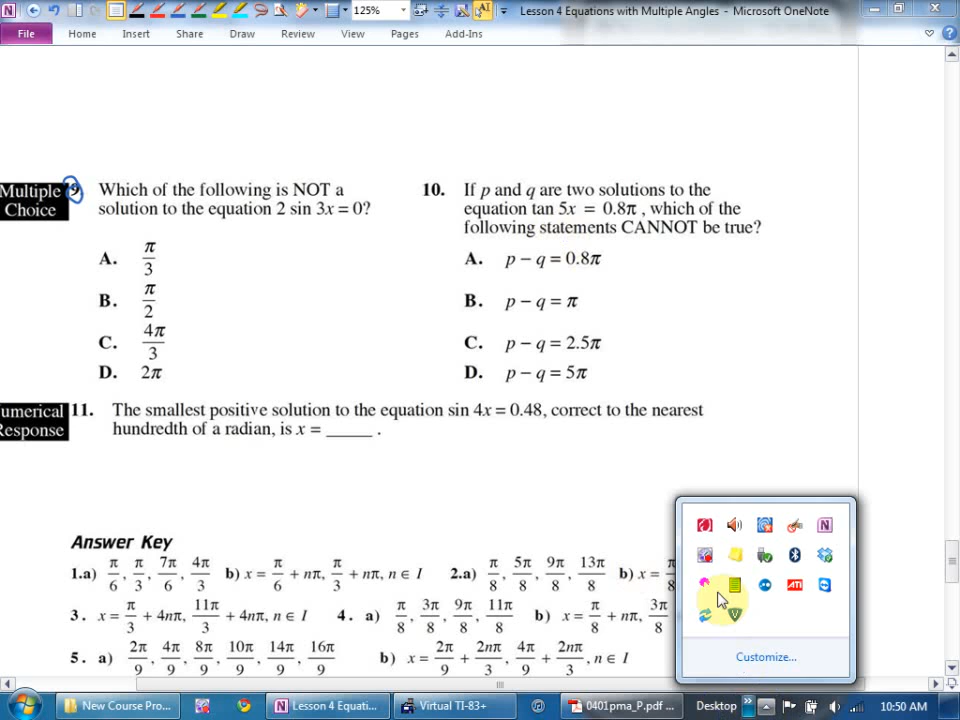 125%
Lesson 4 Equations with Multiple Angles - Microsoft OneNote
File Home Insert Share Draw Review View Pages Add-Ins
Multiple Choice
9. Which of the following is NOT a
solution to the equation 2 sin 3x = 0?
A. π/3
B. π/2
C. 4π/3
D. 2π
10. If p and q are two solutions to the
equation tan 5x = 0.8π , which of the
following statements CANNOT be true?
A. p − q = 0.8π
B. p − q = π
C. p − q = 2.5π
D. p − q = 5π
umerical
Response
11. The smallest positive solution to the equation sin 4x = 0.48, correct to the nearest
hundredth of a radian, is x = _____ .
Answer Key
1.a) π/6, π/3, 7π/6, 4π/3 b) x = π/6 + nπ, π/3 + nπ, n ∈ I 2.a) π/8, 5π/8, 9π/8, 13π/8 b) x = π/8
3. x = π/3 + 4nπ, 11π/3 + 4nπ, n ∈ I 4. a) π/8, 3π/8, 9π/8, 11π/8 b) x = π/8 + nπ, 3π/8
5. a) 2π/9, 4π/9, 8π/9, 10π/9, 14π/9, 16π/9 b) x = 2π/9 + 2nπ/3, 4π/9 + 2nπ/3, n ∈ I
ATI
Customize...
New Course Pro... Lesson 4 Equati... Virtual TI-83+ 0401pma_P.pdf ... Desktop 10:50 AM